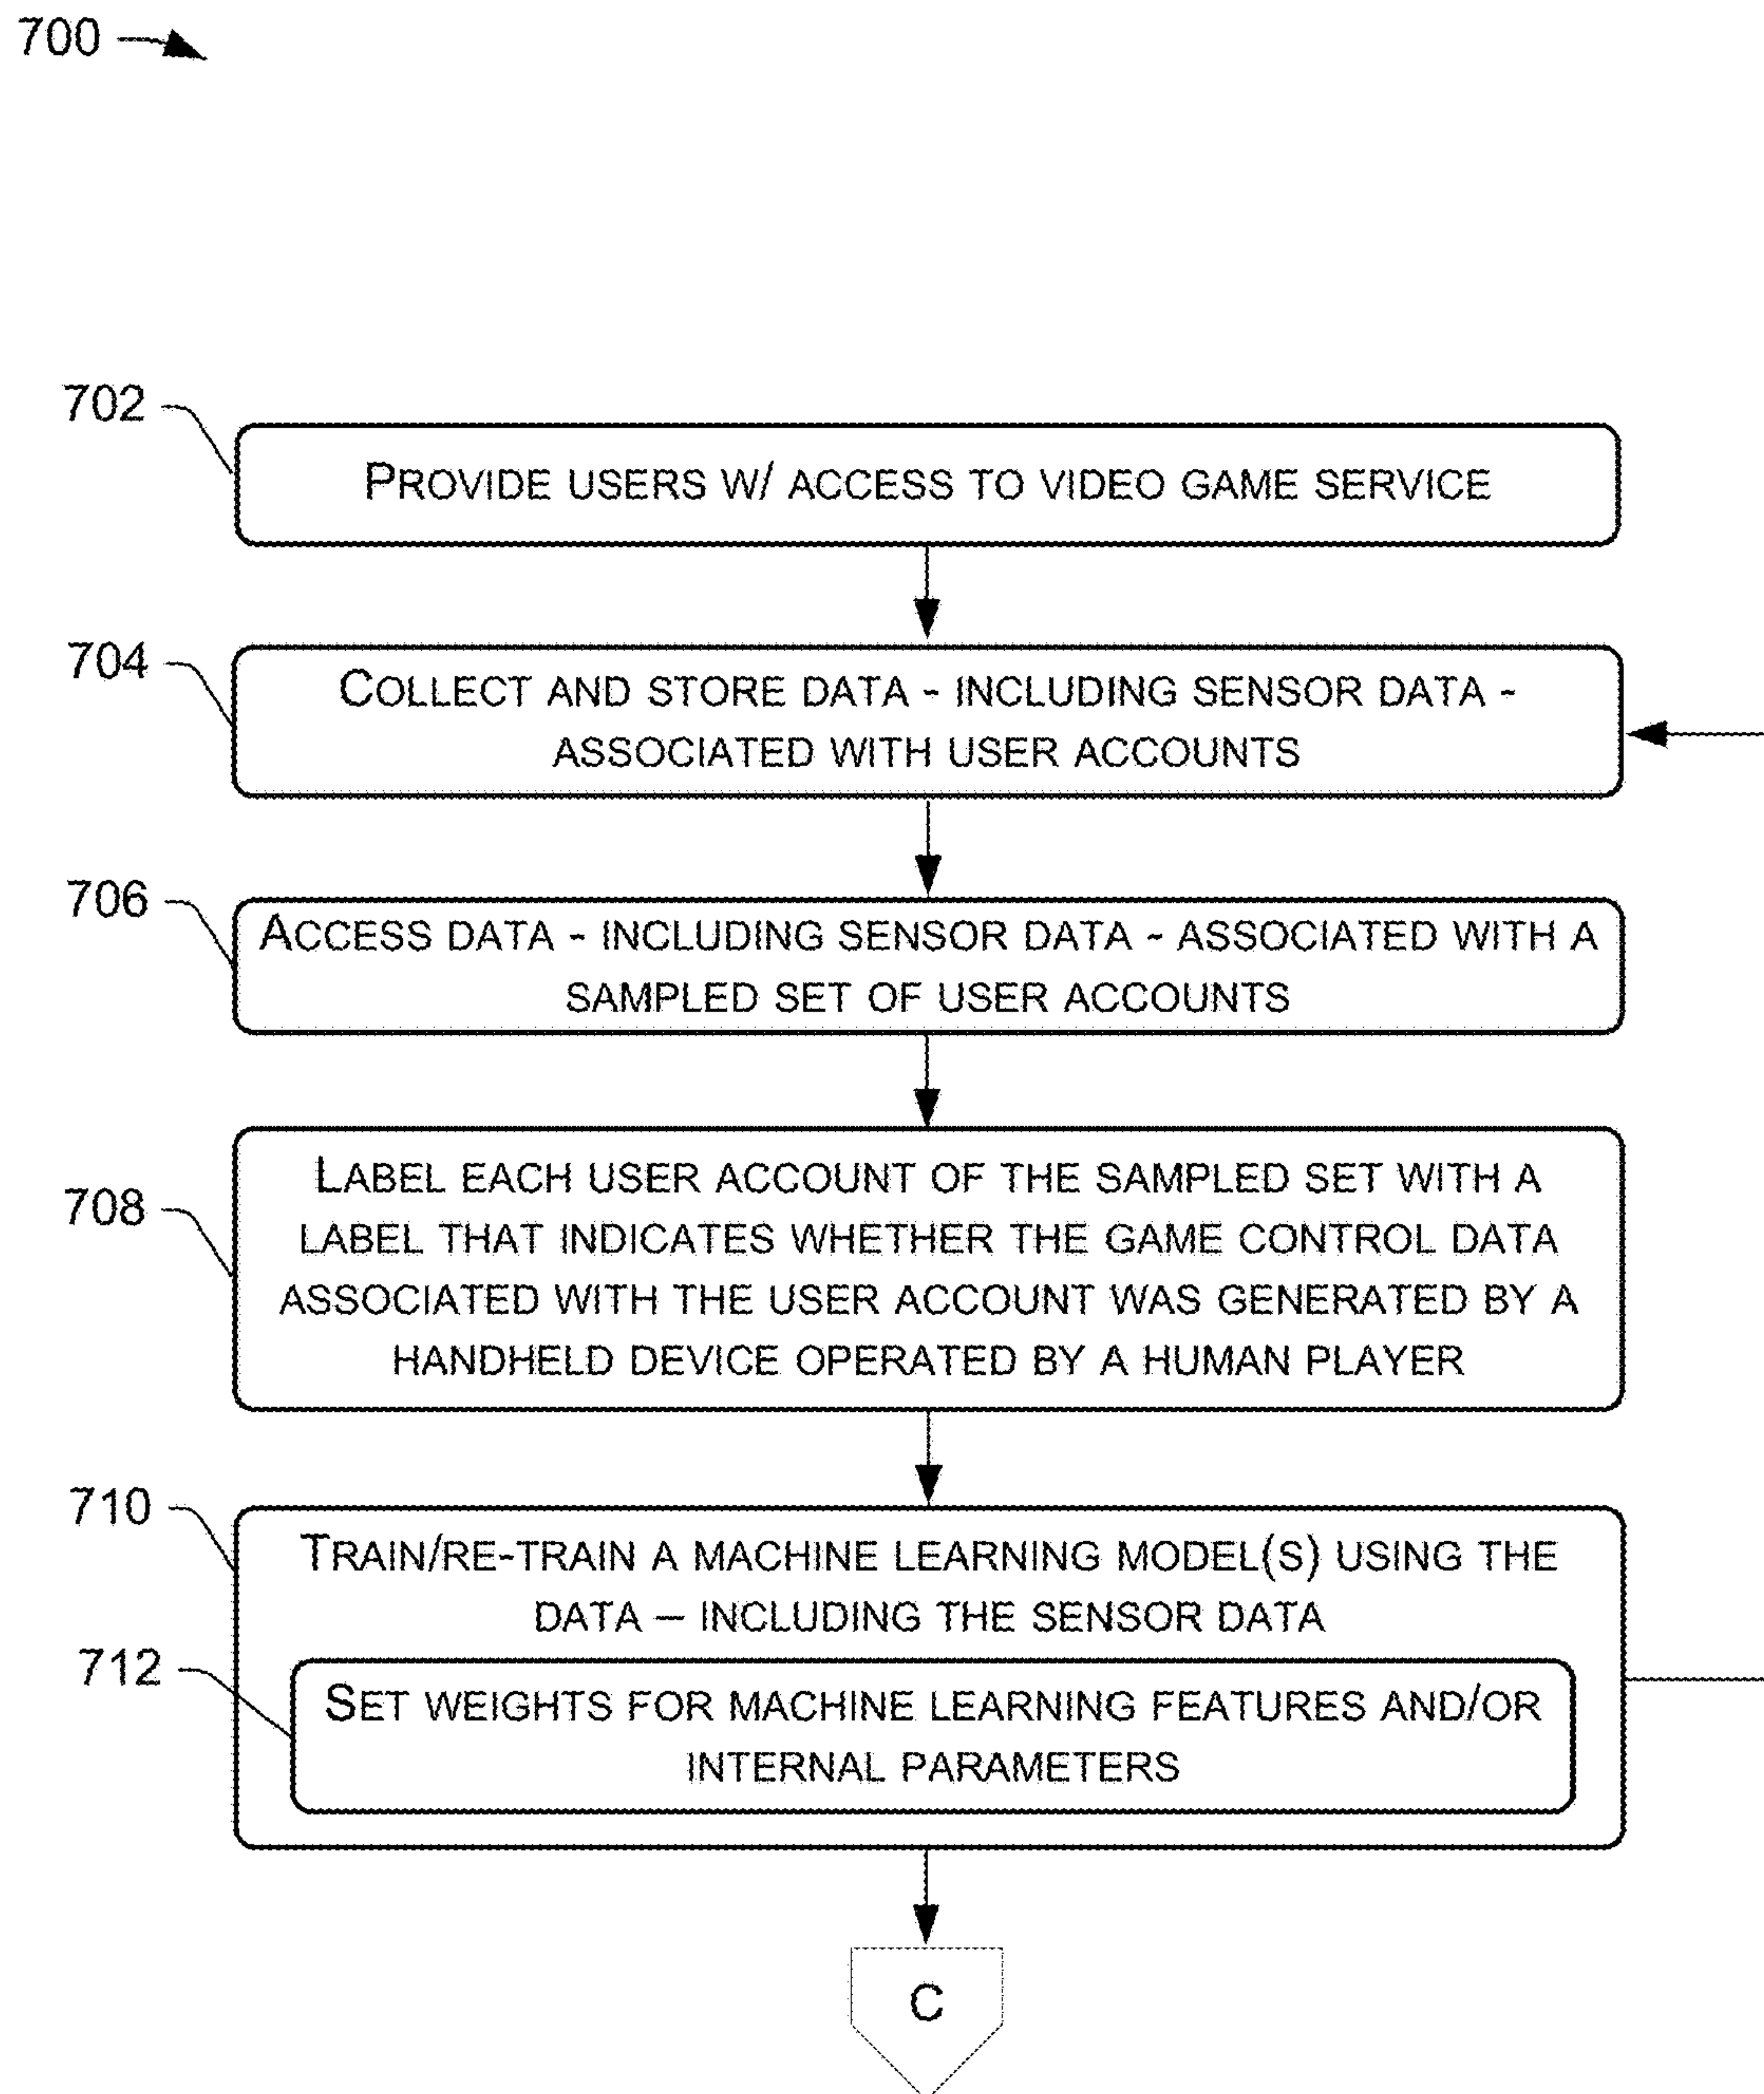 700
702
PROVIDE USERS W/ ACCESS TO VIDEO GAME SERVICE
704
COLLECT AND STORE DATA - INCLUDING SENSOR DATA -
ASSOCIATED WITH USER ACCOUNTS
706
ACCESS DATA - INCLUDING SENSOR DATA - ASSOCIATED WITH A
SAMPLED SET OF USER ACCOUNTS
708
LABEL EACH USER ACCOUNT OF THE SAMPLED SET WITH A
LABEL THAT INDICATES WHETHER THE GAME CONTROL DATA
ASSOCIATED WITH THE USER ACCOUNT WAS GENERATED BY A
HANDHELD DEVICE OPERATED BY A HUMAN PLAYER
710
TRAIN/RE-TRAIN A MACHINE LEARNING MODEL(S) USING THE
DATA – INCLUDING THE SENSOR DATA
712
SET WEIGHTS FOR MACHINE LEARNING FEATURES AND/OR
INTERNAL PARAMETERS
C